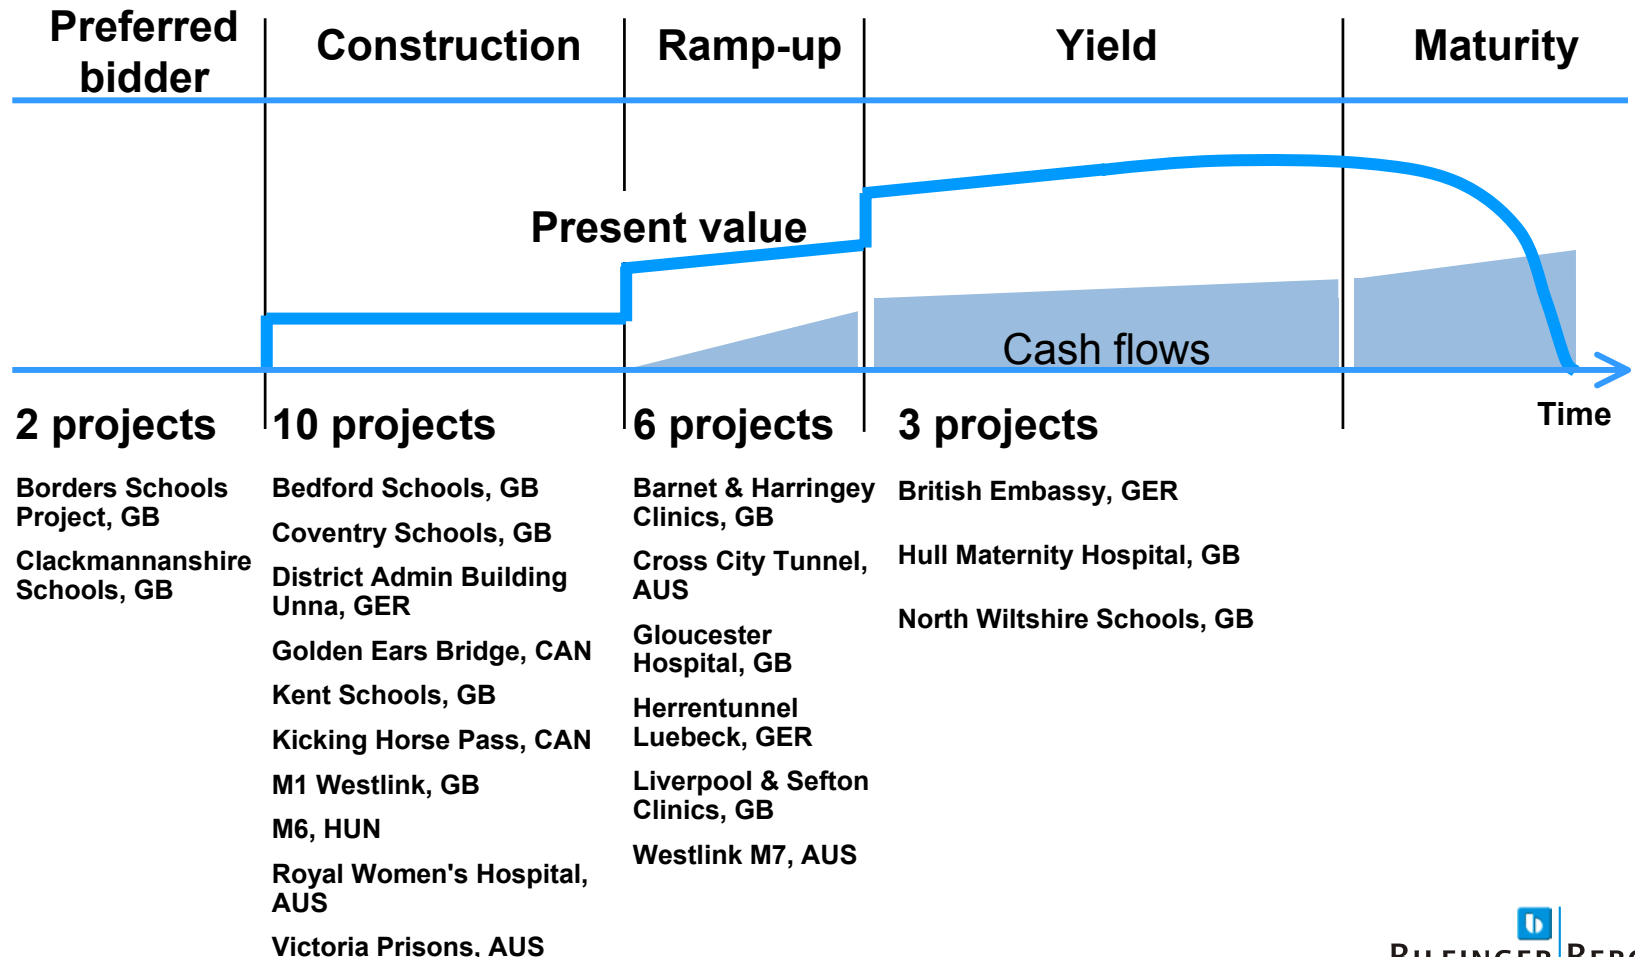 Preferred
bidder
Construction
Ramp-up
Yield
Maturity
Present value
Cash flows
Time
2 projects
Borders Schools
Project, GB
Clackmannanshire
Schools, GB
10 projects
Bedford Schools, GB
Coventry Schools, GB
District Admin Building
Unna, GER
Golden Ears Bridge, CAN
Kent Schools, GB
Kicking Horse Pass, CAN
M1 Westlink, GB
M6, HUN
Royal Women's Hospital,
AUS
Victoria Prisons, AUS
6 projects
Barnet & Harringey
Clinics, GB
Cross City Tunnel,
AUS
Gloucester
Hospital, GB
Herrentunnel
Luebeck, GER
Liverpool & Sefton
Clinics, GB
Westlink M7, AUS
3 projects
British Embassy, GER
Hull Maternity Hospital, GB
North Wiltshire Schools, GB
b
BILFINGER